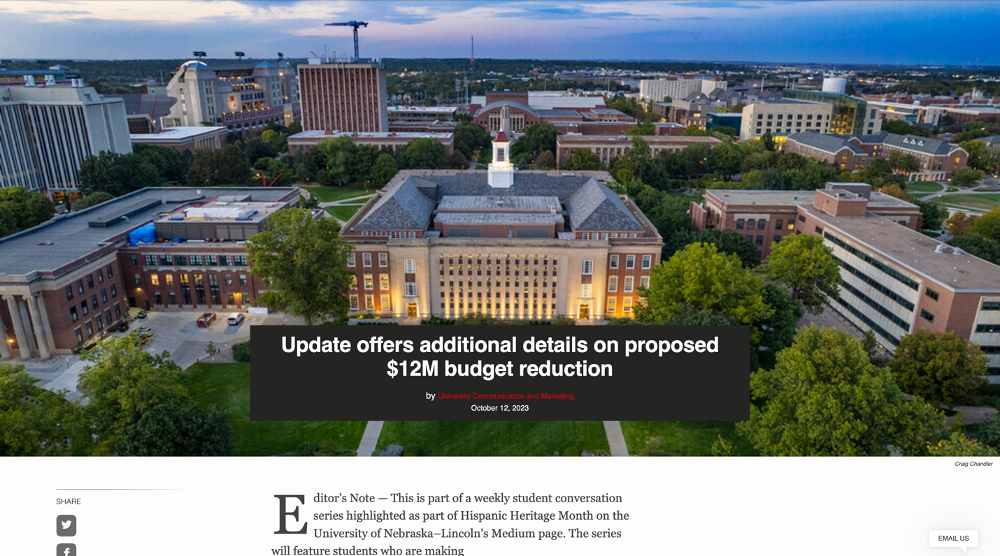 Update offers additional details on proposed
$12M budget reduction
by University Communication and Marketing
October 12, 2023
Craig Chandler
SHARE
Editor's Note — This is part of a weekly student conversation
series highlighted as part of Hispanic Heritage Month on the
University of Nebraska–Lincoln's Medium page. The series
will feature students who are making
EMAIL US